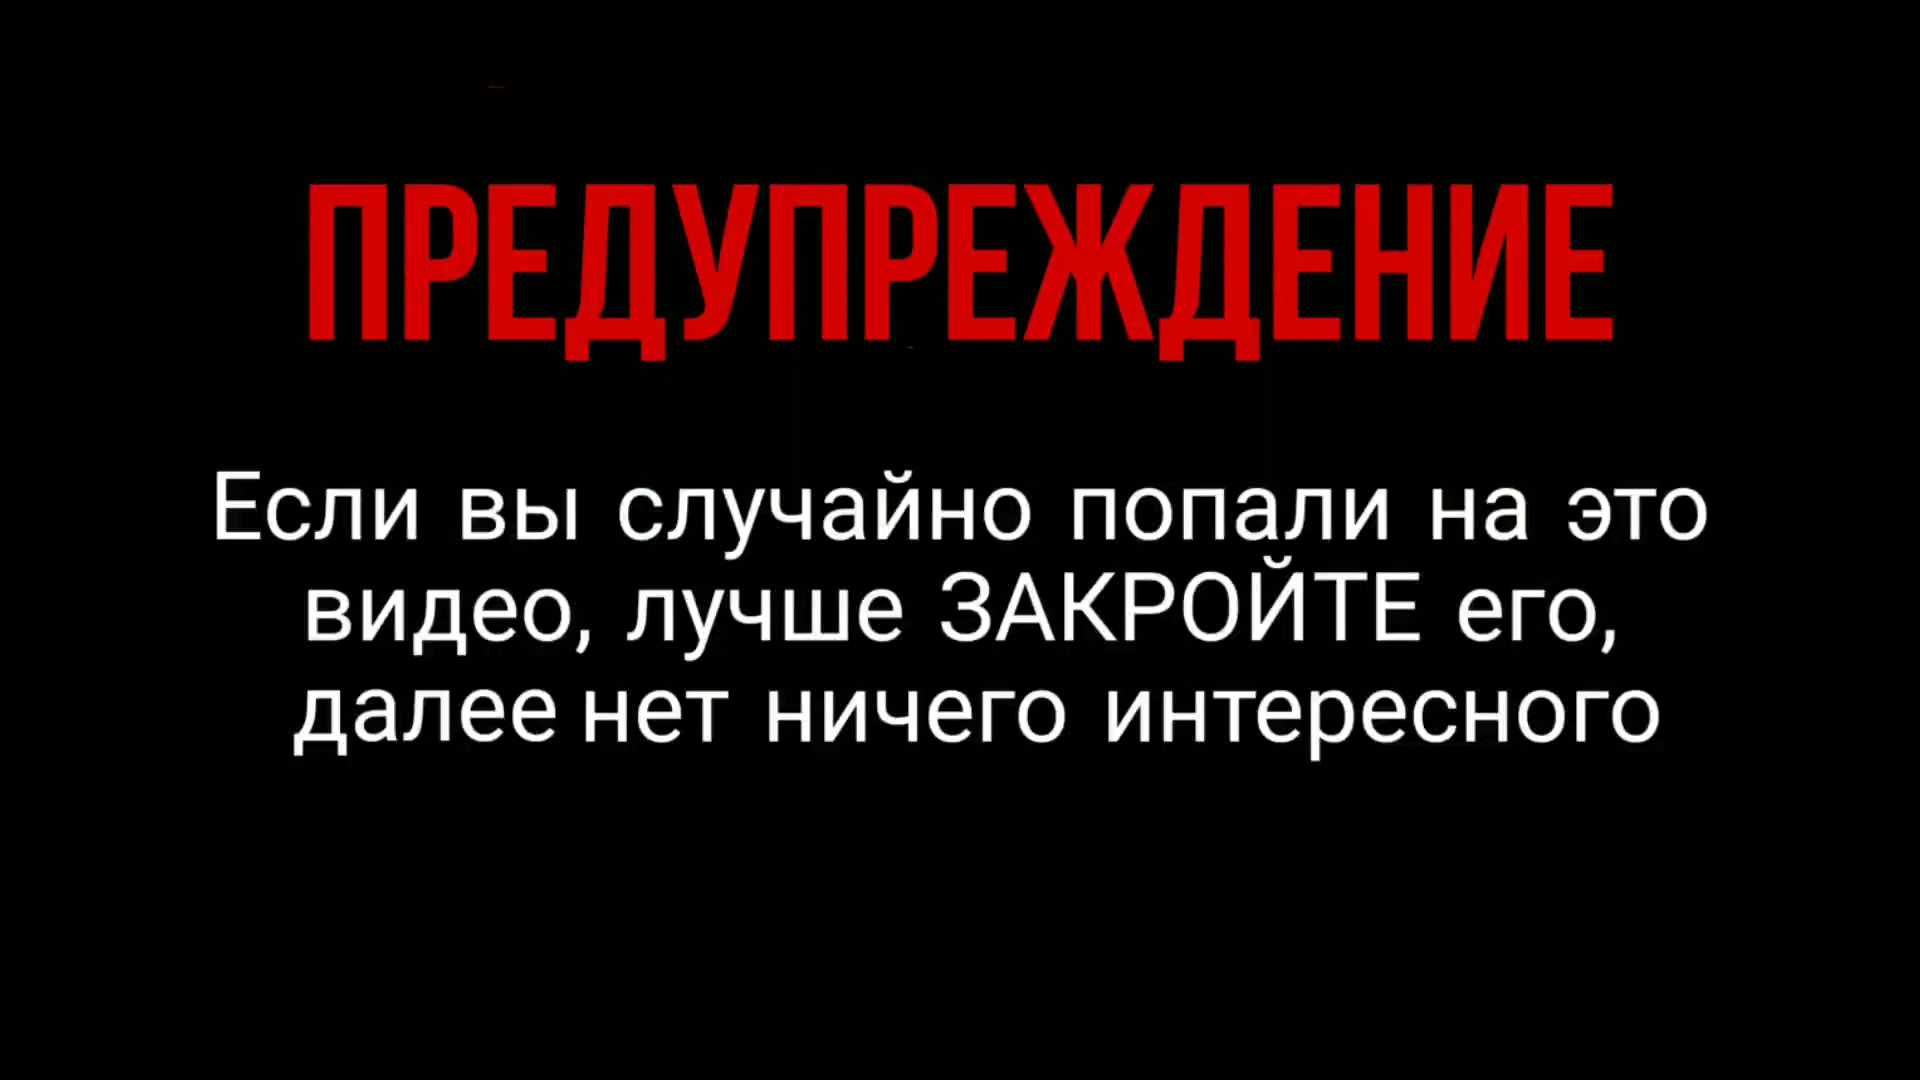 ПРЕДУПРЕЖДЕНИЕ
Если вы случайно попали на это
видео, лучше ЗАКРОЙТЕ его,
далее нет ничего интересного